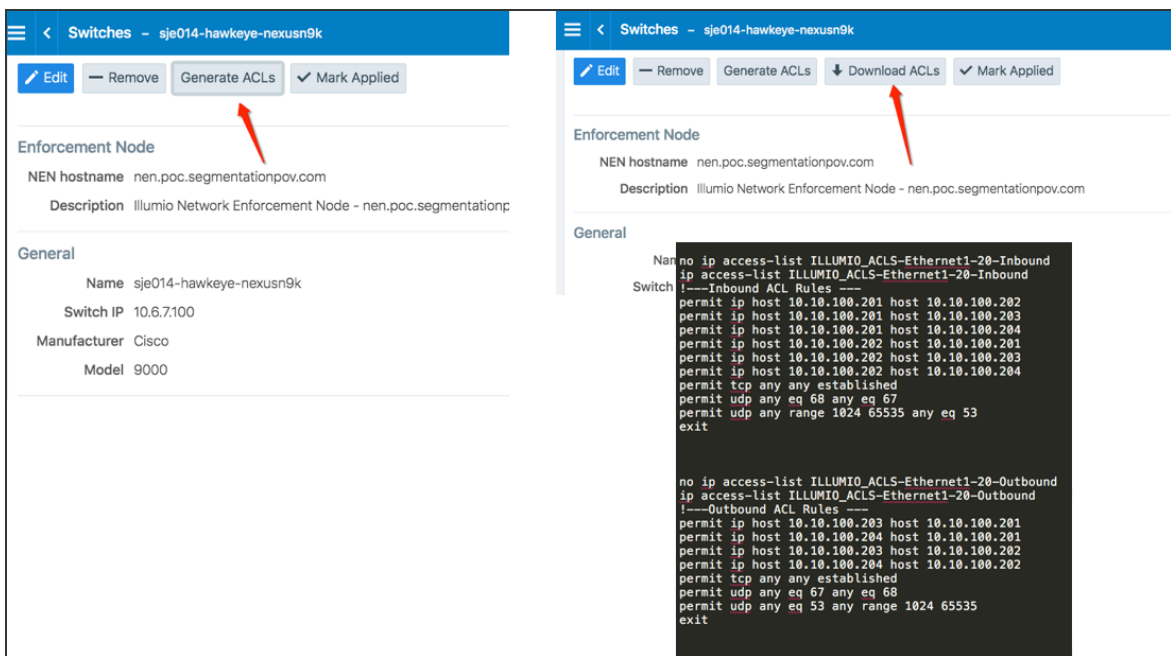 Switches – sje014-hawkeye-nexusn9k
Edit Remove Generate ACLs Mark Applied
Enforcement Node
NEN hostname nen.poc.segmentationpov.com
Description Illumio Network Enforcement Node - nen.poc.segmentationp
General
Name sje014-hawkeye-nexusn9k
Switch IP 10.6.7.100
Manufacturer Cisco
Model 9000
Switches – sje014-hawkeye-nexusn9k
Edit Remove Generate ACLs Download ACLs Mark Applied
Enforcement Node
NEN hostname nen.poc.segmentationpov.com
Description Illumio Network Enforcement Node - nen.poc.segmentationpov.com
General
Nan
Switch
no ip access-list ILLUMIO_ACLS-Ethernet1-20-Inbound
ip access-list ILLUMIO_ACLS-Ethernet1-20-Inbound
!---Inbound ACL Rules ---
permit ip host 10.10.100.201 host 10.10.100.202
permit ip host 10.10.100.201 host 10.10.100.203
permit ip host 10.10.100.201 host 10.10.100.204
permit ip host 10.10.100.202 host 10.10.100.201
permit ip host 10.10.100.202 host 10.10.100.203
permit ip host 10.10.100.202 host 10.10.100.204
permit tcp any any established
permit udp any eq 68 any eq 67
permit udp any range 1024 65535 any eq 53
exit
no ip access-list ILLUMIO_ACLS-Ethernet1-20-Outbound
ip access-list ILLUMIO_ACLS-Ethernet1-20-Outbound
!---Outbound ACL Rules ---
permit ip host 10.10.100.203 host 10.10.100.201
permit ip host 10.10.100.204 host 10.10.100.201
permit ip host 10.10.100.203 host 10.10.100.202
permit ip host 10.10.100.204 host 10.10.100.202
permit tcp any any established
permit udp any eq 67 any eq 68
permit udp any eq 53 any range 1024 65535
exit